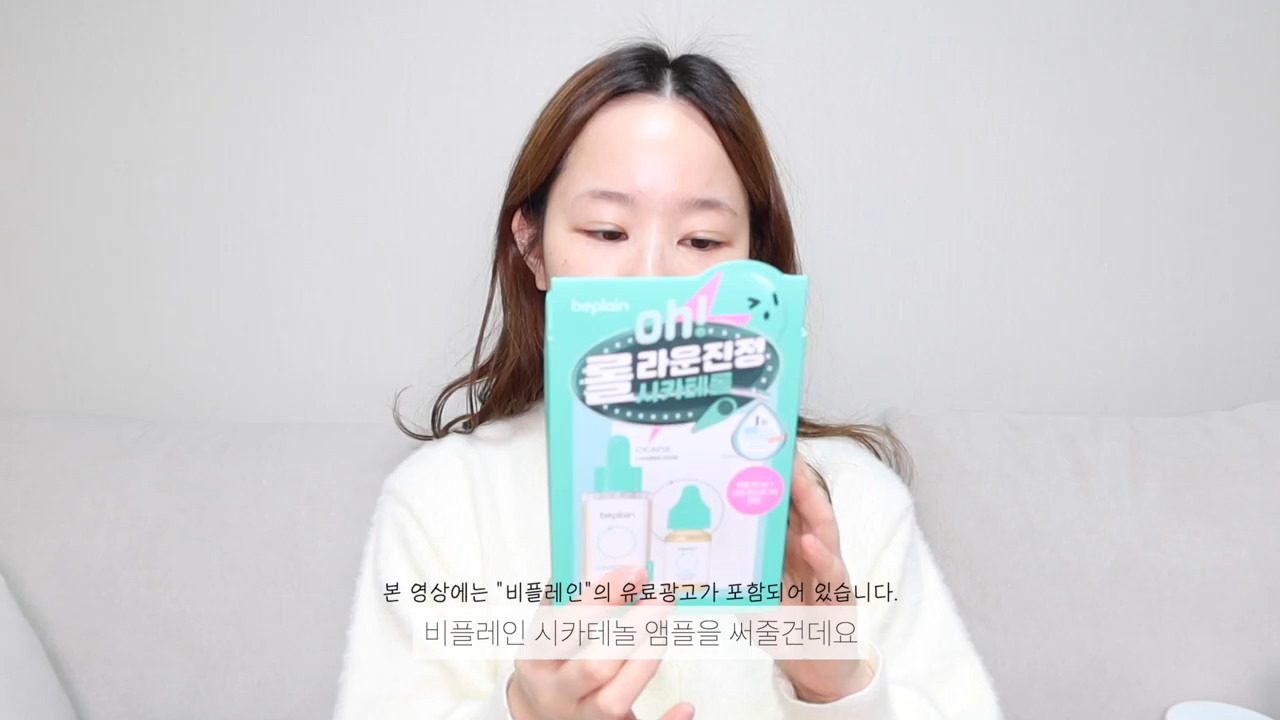 beplain
oh!
롤라운진정
시카테놀
beplain
본 영상에는 "비플레인"의 유료광고가 포함되어 있습니다.
비플레인 시카테놀 앰플을 써줄건데요